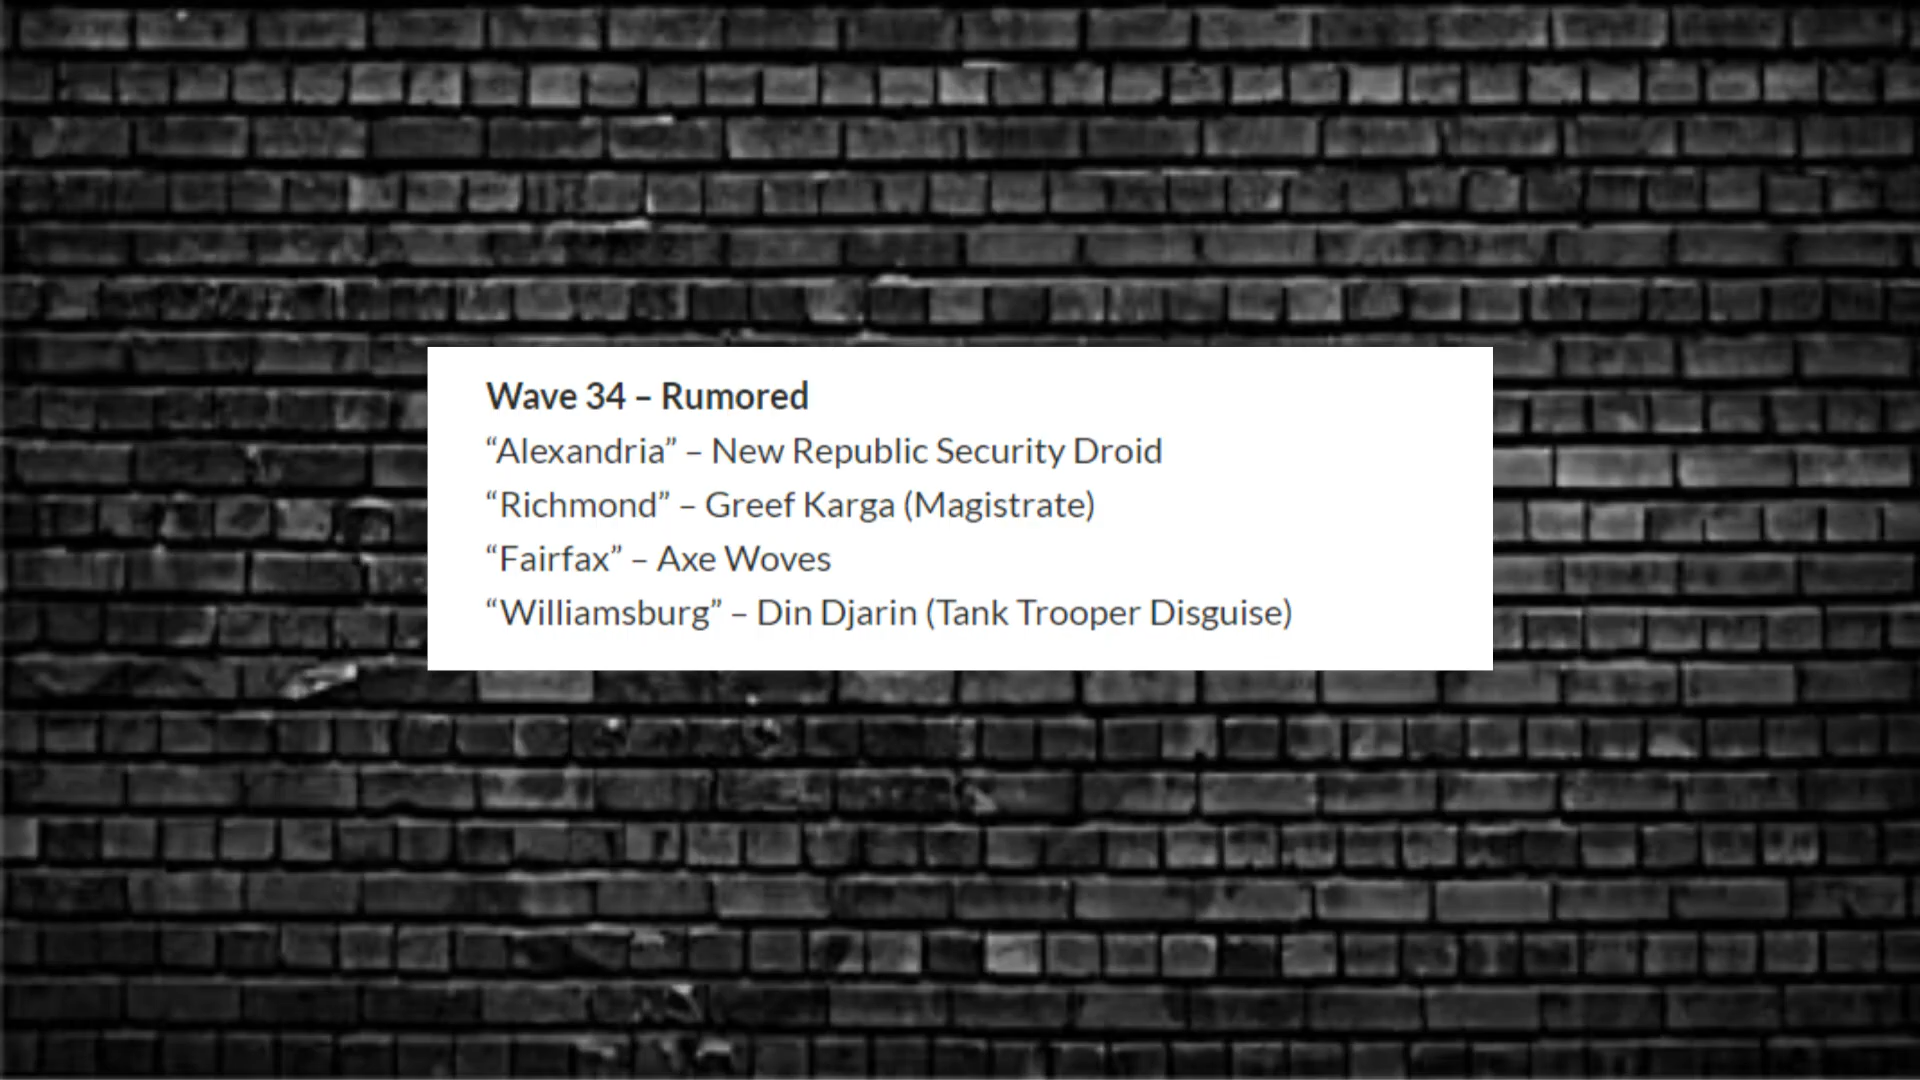 Wave 34 – Rumored
“Alexandria” – New Republic Security Droid
“Richmond” – Greef Karga (Magistrate)
“Fairfax” – Axe Woves
“Williamsburg” – Din Djarin (Tank Trooper Disguise)